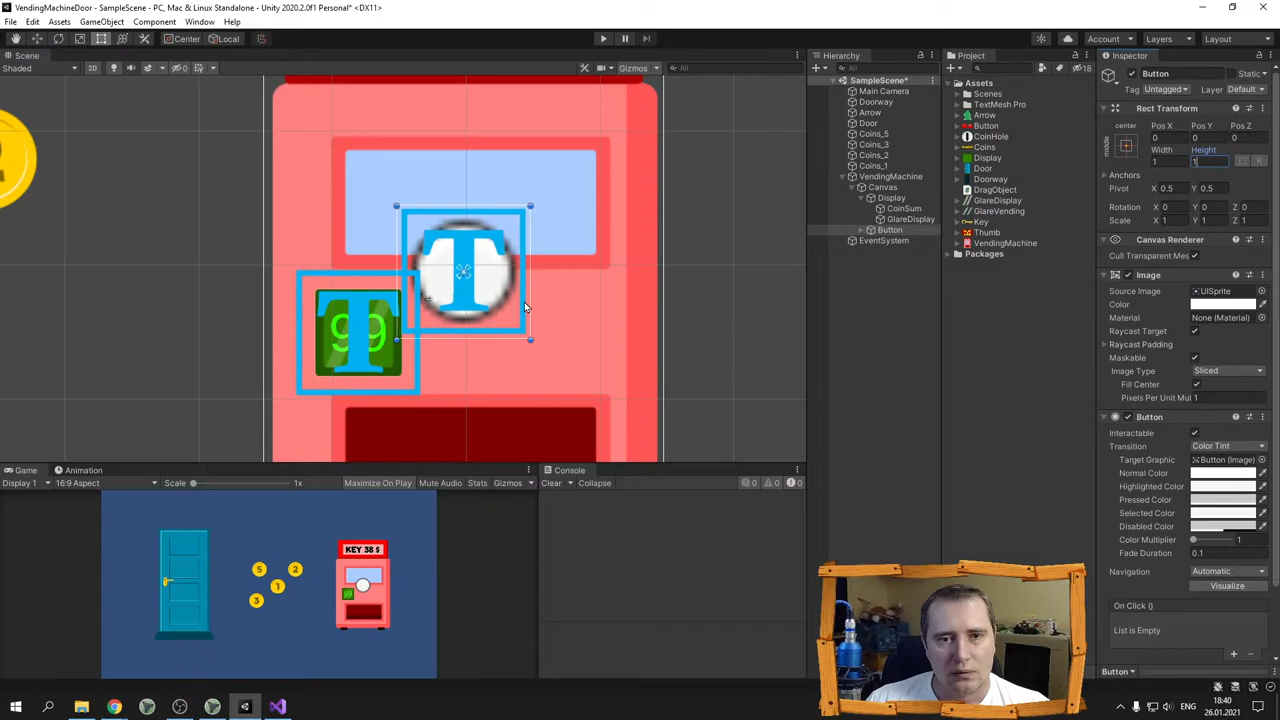 VendingMachineDoor - SampleScene - PC, Mac & Linux Standalone - Unity 2020.2.0f1 Personal* <DX11>
File Edit Assets GameObject Component Window Help
Center Local
Account Layers Layout
Scene
Shaded 2D 0 Gizmos All
T
99
T
Game Animation
Display 1 16:9 Aspect Scale 1x Maximize On Play Mute Audio Stats Gizmos
KEY 38 $
5
2
1
3
Console
Clear Collapse 0 0 0
Hierarchy
All
SampleScene*
Main Camera
Doorway
Arrow
Door
Coins_5
Coins_3
Coins_2
Coins_1
VendingMachine
Canvas
Display
CoinSum
GlareDisplay
Button
EventSystem
Project
18
Assets
Scenes
TextMesh Pro
Arrow
Button
CoinHole
Coins
Display
Door
Doorway
DragObject
GlareDisplay
GlareVending
Key
Thumb
VendingMachine
Packages
Inspector
Button Static
Tag Untagged Layer Default
Rect Transform
center Pos X Pos Y Pos Z
middle 0 0 0
Width Height
1 1 R
Anchors
Pivot X 0.5 Y 0.5
Rotation X 0 Y 0 Z 0
Scale X 1 Y 1 Z 1
Canvas Renderer
Cull Transparent Mes
Image
Source Image UISprite
Color
Material None (Material)
Raycast Target
Raycast Padding
Maskable
Image Type Sliced
Fill Center
Pixels Per Unit Mul 1
Button
Interactable
Transition Color Tint
Target Graphic Button (Image)
Normal Color
Highlighted Color
Pressed Color
Selected Color
Disabled Color
Color Multiplier 1
Fade Duration 0.1
Navigation Automatic
Visualize
On Click ()
List is Empty
Button
ENG 18:40
26.01.2021